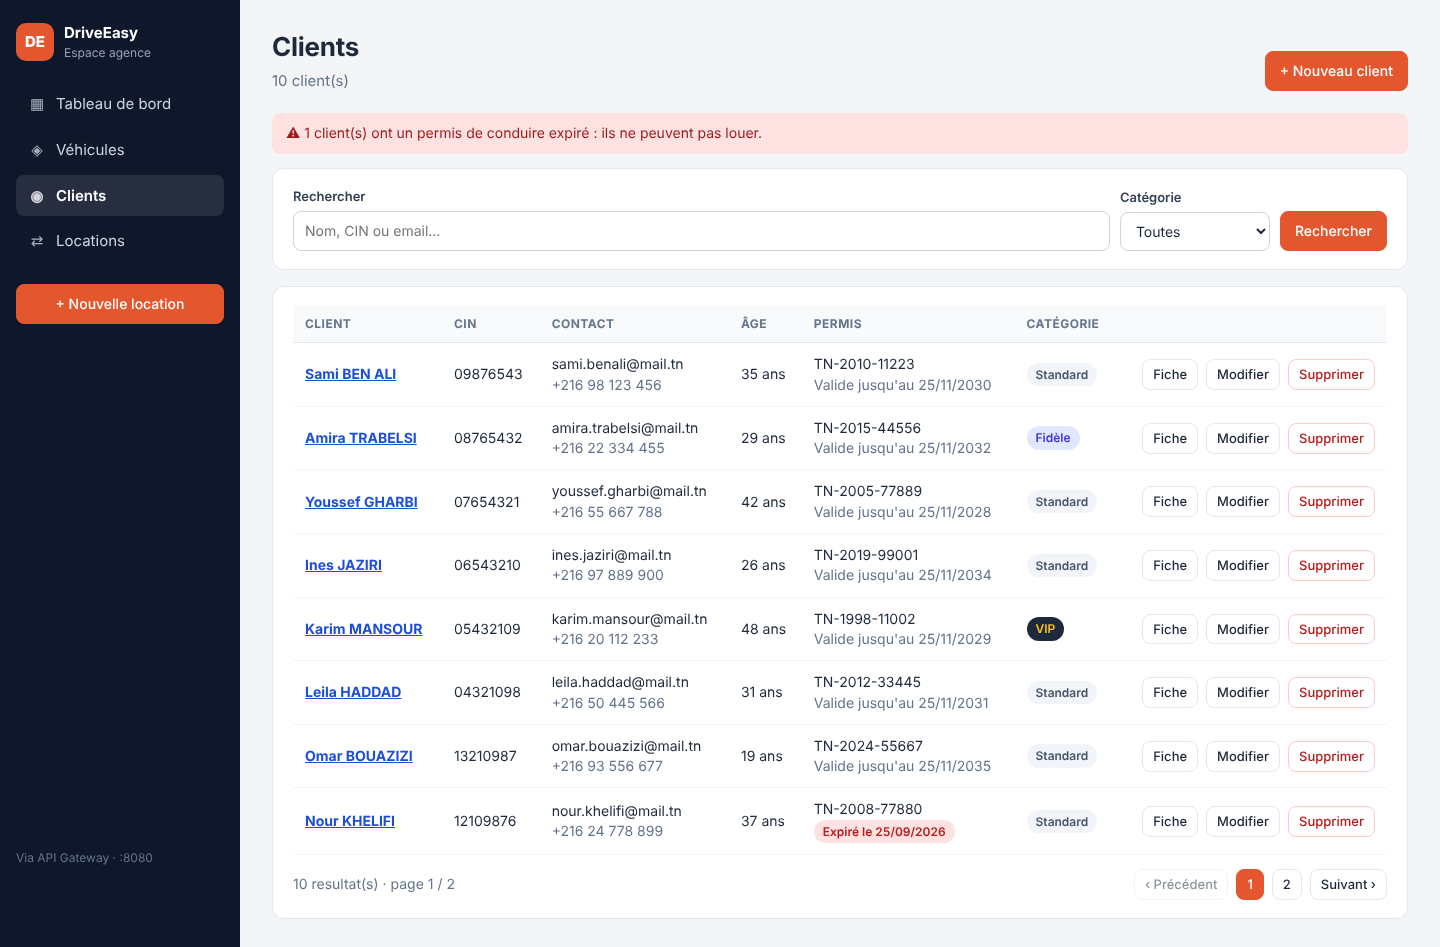 DE
DriveEasy
Espace agence
Tableau de bord
Véhicules
Clients
Locations
+ Nouvelle location
Via API Gateway · :8080
Clients
10 client(s)
+ Nouveau client
⚠ 1 client(s) ont un permis de conduire expiré : ils ne peuvent pas louer.
Rechercher
Nom, CIN ou email...
Catégorie
Toutes
Rechercher
CLIENT CIN CONTACT ÂGE PERMIS CATÉGORIE
Sami BEN ALI 09876543 sami.benali@mail.tn 35 ans TN-2010-11223 Standard Fiche Modifier Supprimer
+216 98 123 456 Valide jusqu'au 25/11/2030
Amira TRABELSI 08765432 amira.trabelsi@mail.tn 29 ans TN-2015-44556 Fidèle Fiche Modifier Supprimer
+216 22 334 455 Valide jusqu'au 25/11/2032
Youssef GHARBI 07654321 youssef.gharbi@mail.tn 42 ans TN-2005-77889 Standard Fiche Modifier Supprimer
+216 55 667 788 Valide jusqu'au 25/11/2028
Ines JAZIRI 06543210 ines.jaziri@mail.tn 26 ans TN-2019-99001 Standard Fiche Modifier Supprimer
+216 97 889 900 Valide jusqu'au 25/11/2034
Karim MANSOUR 05432109 karim.mansour@mail.tn 48 ans TN-1998-11002 VIP Fiche Modifier Supprimer
+216 20 112 233 Valide jusqu'au 25/11/2029
Leila HADDAD 04321098 leila.haddad@mail.tn 31 ans TN-2012-33445 Standard Fiche Modifier Supprimer
+216 50 445 566 Valide jusqu'au 25/11/2031
Omar BOUAZIZI 13210987 omar.bouazizi@mail.tn 19 ans TN-2024-55667 Standard Fiche Modifier Supprimer
+216 93 556 677 Valide jusqu'au 25/11/2035
Nour KHELIFI 12109876 nour.khelifi@mail.tn 37 ans TN-2008-77880 Standard Fiche Modifier Supprimer
+216 24 778 899 Expiré le 25/09/2026
10 resultat(s) · page 1 / 2
‹ Précédent 1 2 Suivant ›